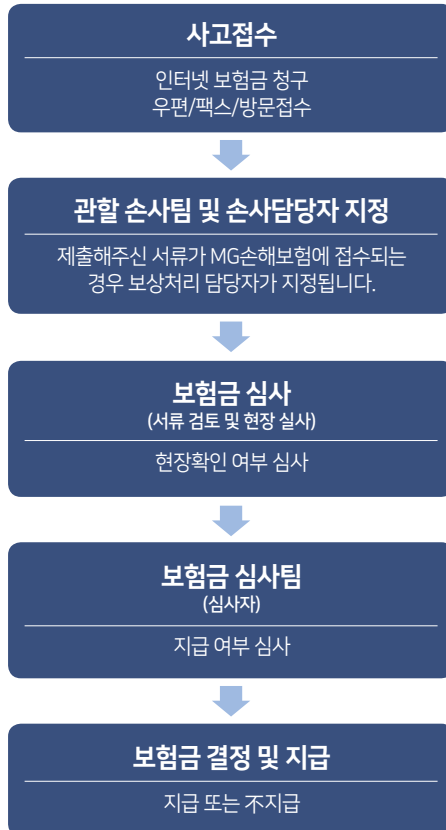 사고접수
인터넷 보험금 청구
우편/팩스/방문접수
관할 손사팀 및 손사담당자 지정
제출해주신 서류가 MG손해보험에 접수되는
경우 보상처리 담당자가 지정됩니다.
보험금 심사
(서류 검토 및 현장 실사)
현장확인 여부 심사
보험금 심사팀
(심사자)
지급 여부 심사
보험금 결정 및 지급
지급 또는 不지급